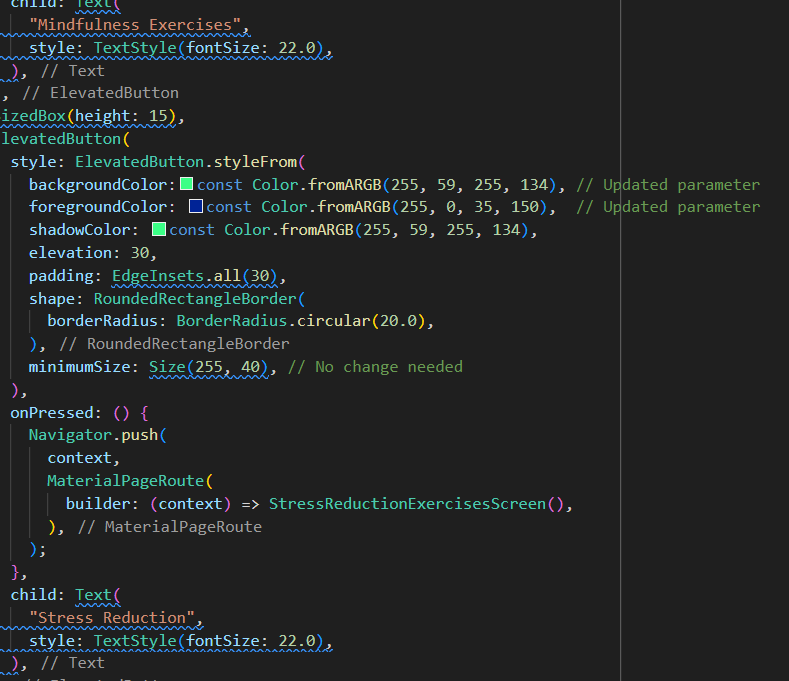 child: Text(
"Mindfulness Exercises",
style: TextStyle(fontSize: 22.0),
), // Text
, // ElevatedButton
izedBox(height: 15),
levatedButton(
style: ElevatedButton.styleFrom(
backgroundColor: const Color.fromARGB(255, 59, 255, 134), // Updated parameter
foregroundColor: const Color.fromARGB(255, 0, 35, 150),  // Updated parameter
shadowColor: const Color.fromARGB(255, 59, 255, 134),
elevation: 30,
padding: EdgeInsets.all(30),
shape: RoundedRectangleBorder(
borderRadius: BorderRadius.circular(20.0),
), // RoundedRectangleBorder
minimumSize: Size(255, 40), // No change needed
),
onPressed: () {
Navigator.push(
context,
MaterialPageRoute(
builder: (context) => StressReductionExercisesScreen(),
), // MaterialPageRoute
);
},
child: Text(
"Stress Reduction",
style: TextStyle(fontSize: 22.0),
), // Text